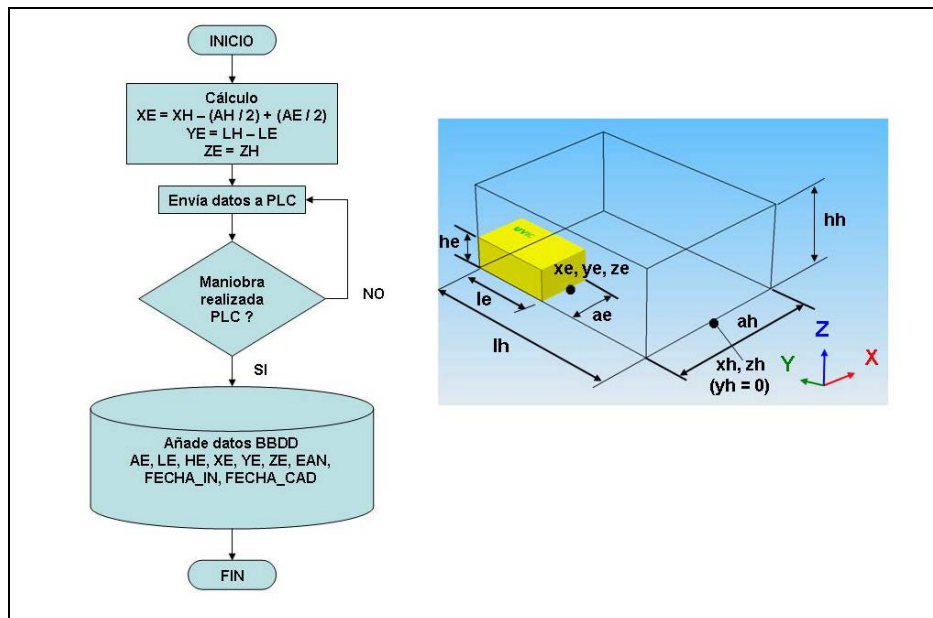 INICIO
Cálculo
XE = XH – (AH / 2) + (AE / 2)
YE = LH – LE
ZE = ZH
Envía datos a PLC
Maniobra
realizada
PLC ?
NO
SI
Añade datos BBDD
AE, LE, HE, XE, YE, ZE, EAN,
FECHA_IN, FECHA_CAD
FIN
hh
he
xe, ye, ze
le
ae
lh
ah
xh, zh
(yh = 0)
Z
Y
X